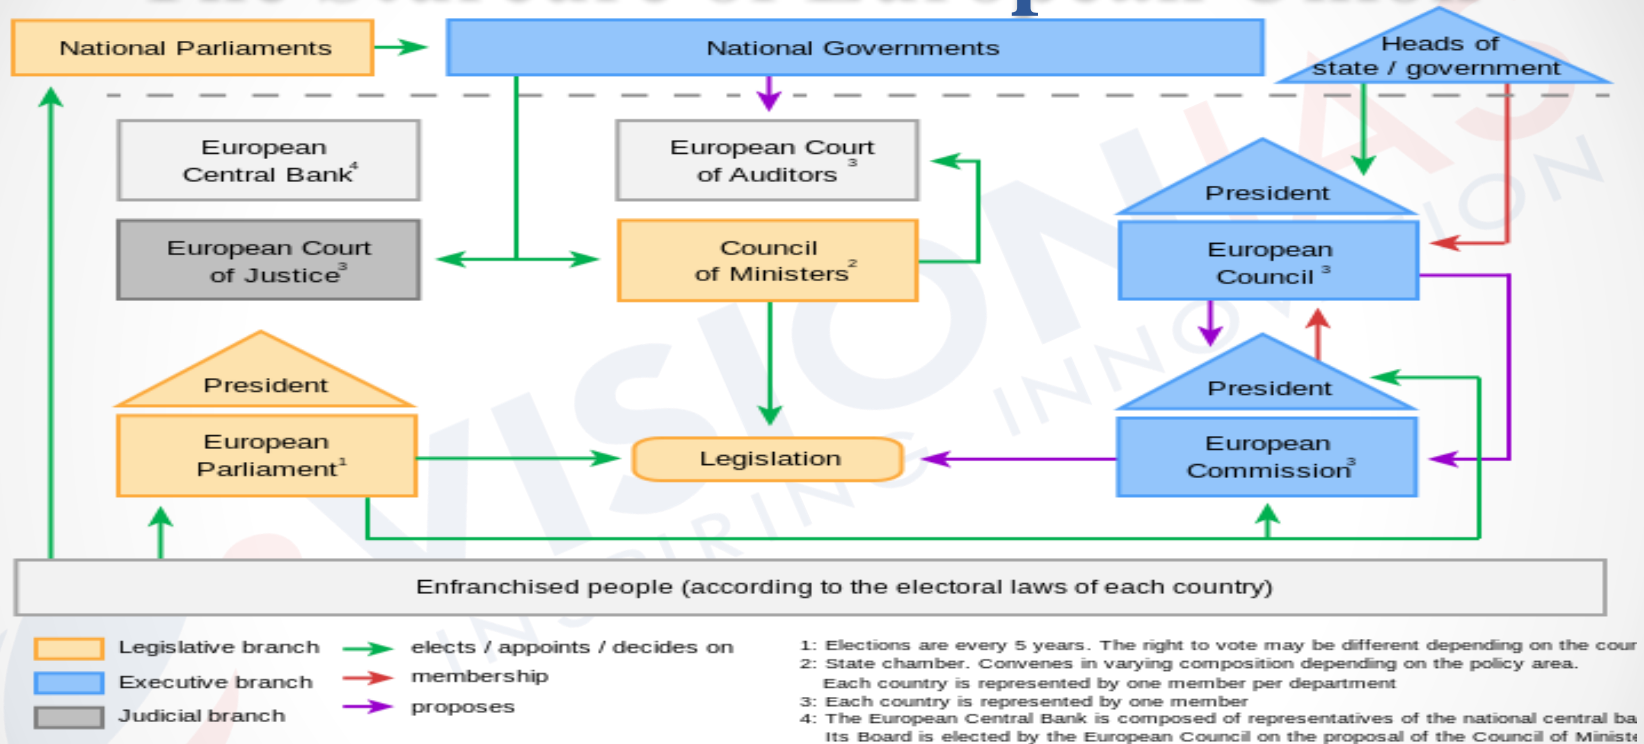 National Parliaments
National Governments
Heads of
state / government
European
Central Bank4
European Court
of Auditors 3
President
European Court
of Justice3
Council
of Ministers2
European
Council 3
President
President
European
Parliament1
Legislation
European
Commission3
Enfranchised people (according to the electoral laws of each country)
Legislative branch
Executive branch
Judicial branch
elects / appoints / decides on
membership
proposes
1: Elections are every 5 years. The right to vote may be different depending on the
2: State chamber. Convenes in varying composition depending on the policy area.
Each country is represented by one member per department
3: Each country is represented by one member
4: The European Central Bank is composed of representatives of the national central
Its Board is elected by the European Council on the proposal of the Council of
VISION IAS
INSPIRING INNOVATION